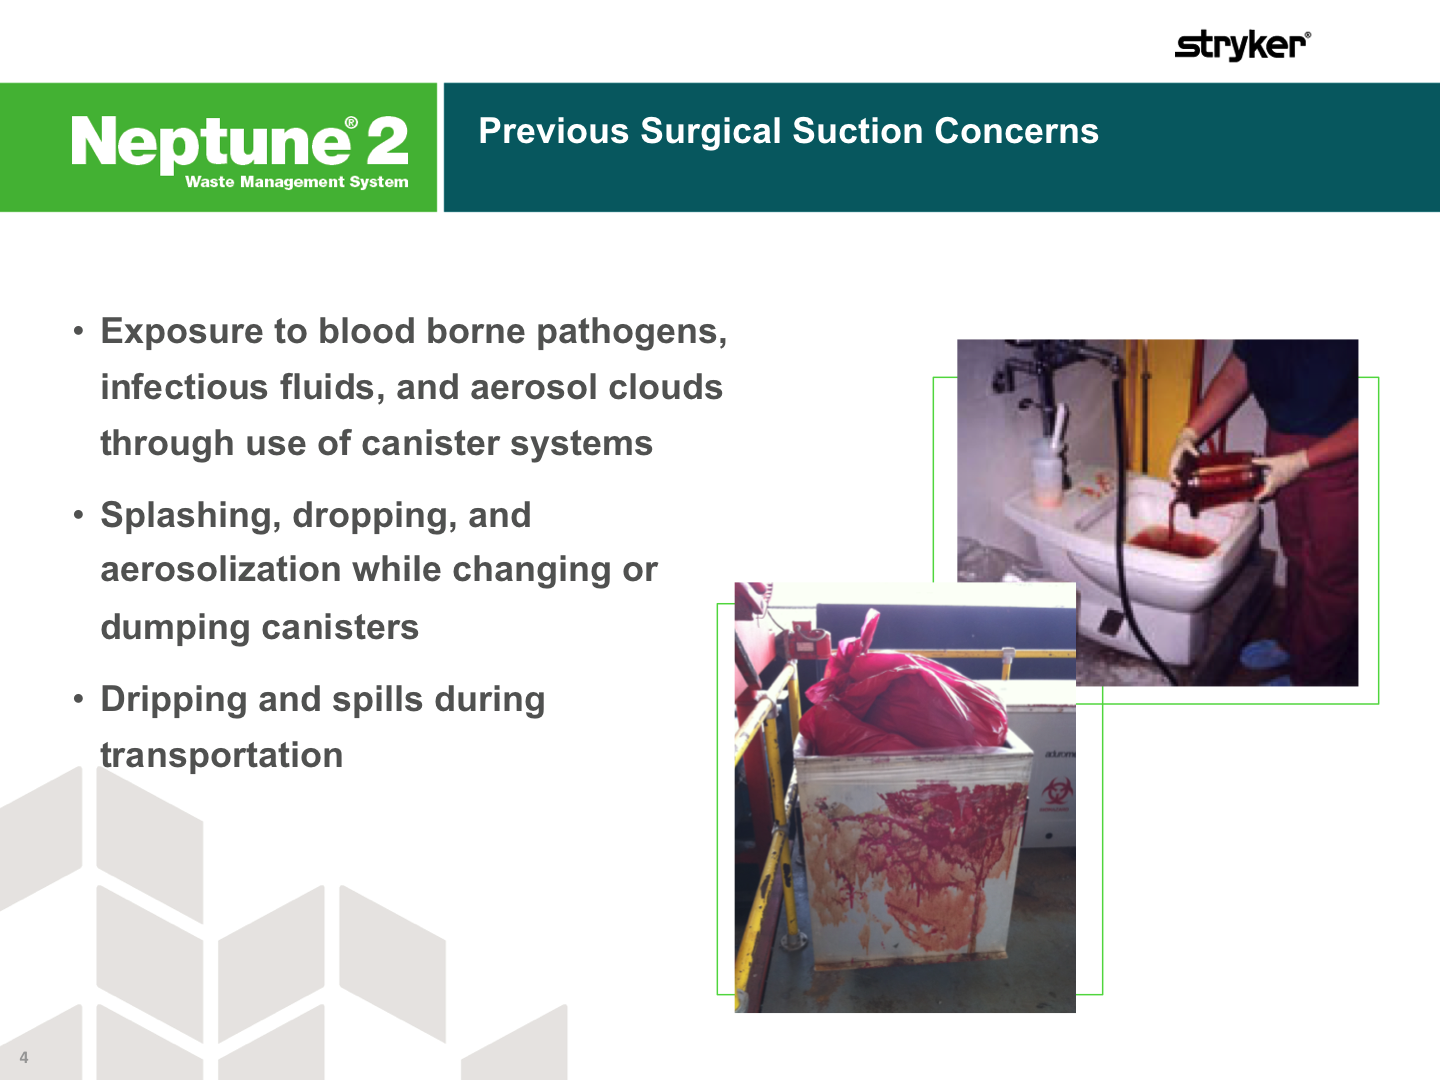 stryker®
Neptune® 2
Waste Management System
Previous Surgical Suction Concerns
• Exposure to blood borne pathogens,
infectious fluids, and aerosol clouds
through use of canister systems
• Splashing, dropping, and
aerosolization while changing or
dumping canisters
• Dripping and spills during
transportation
4